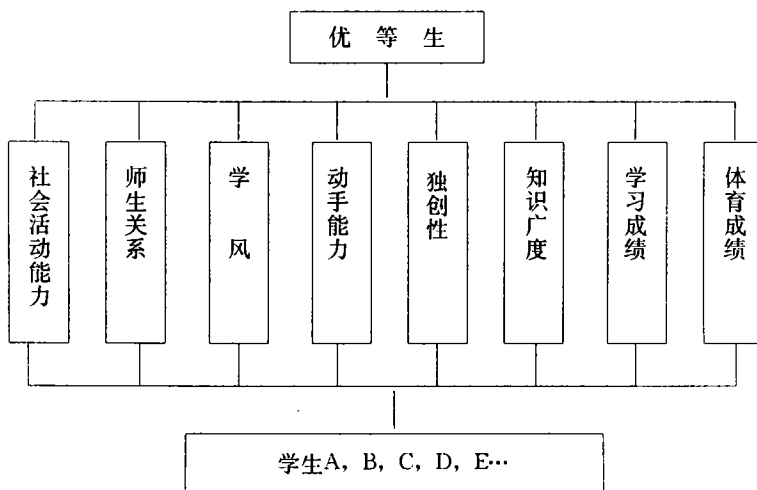 优等生
社会活动能力
师生关系
学风
动手能力
独创性
知识广度
学习成绩
体育成绩
学生A, B, C, D, E…